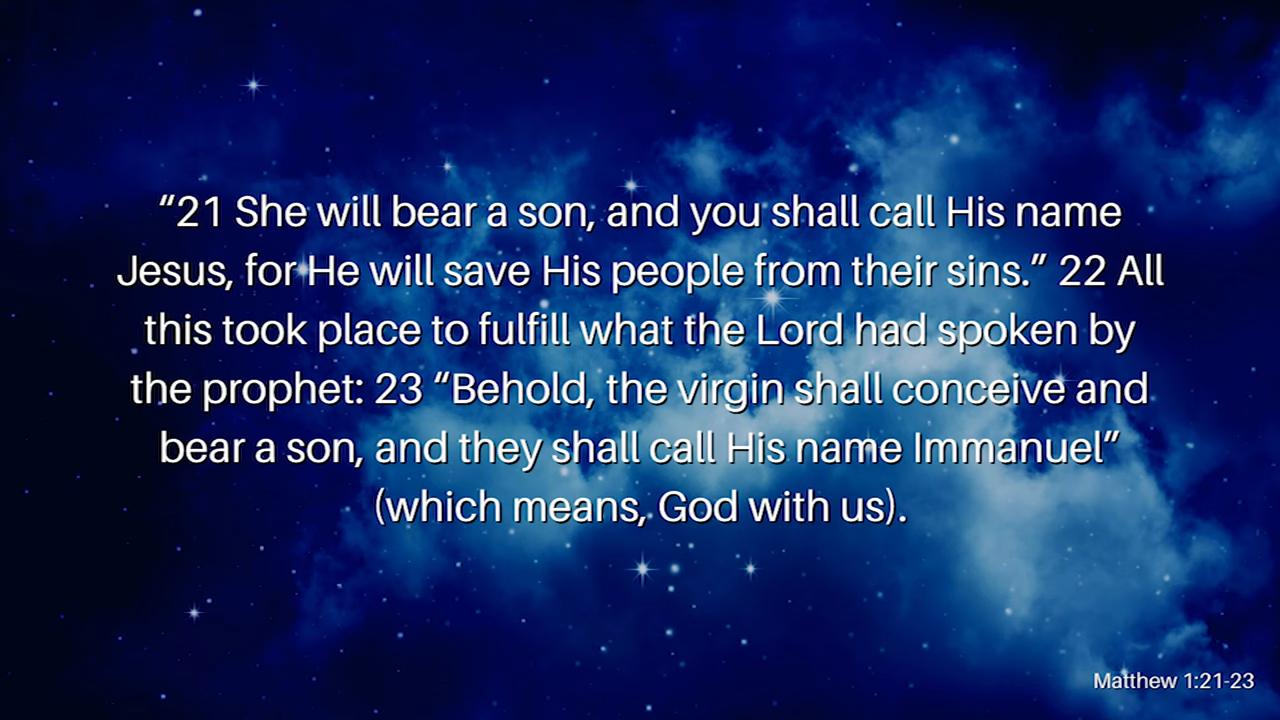 “21 She will bear a son, and you shall call His name
Jesus, for He will save His people from their sins.” 22 All
this took place to fulfill what the Lord had spoken by
the prophet: 23 “Behold, the virgin shall conceive and
bear a son, and they shall call His name Immanuel”
(which means, God with us).
Matthew 1:21-23